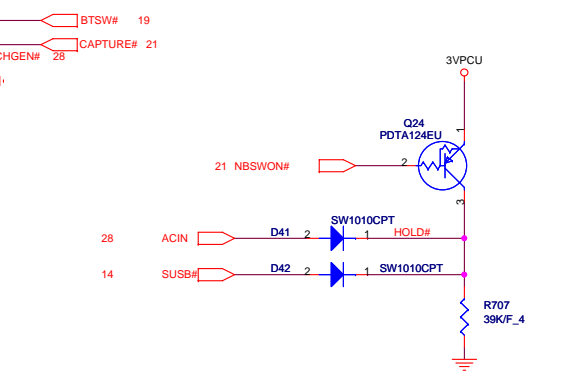 BTSW# 19
CAPTURE# 21
CHGEN# 28
3VPCU
Q24
PDTA124EU
1
21 NBSWON#
2
3
SW1010CPT
28 ACIN D41 2 1 HOLD#
14 SUSB# D42 2 1 SW1010CPT
R707
39K/F_4